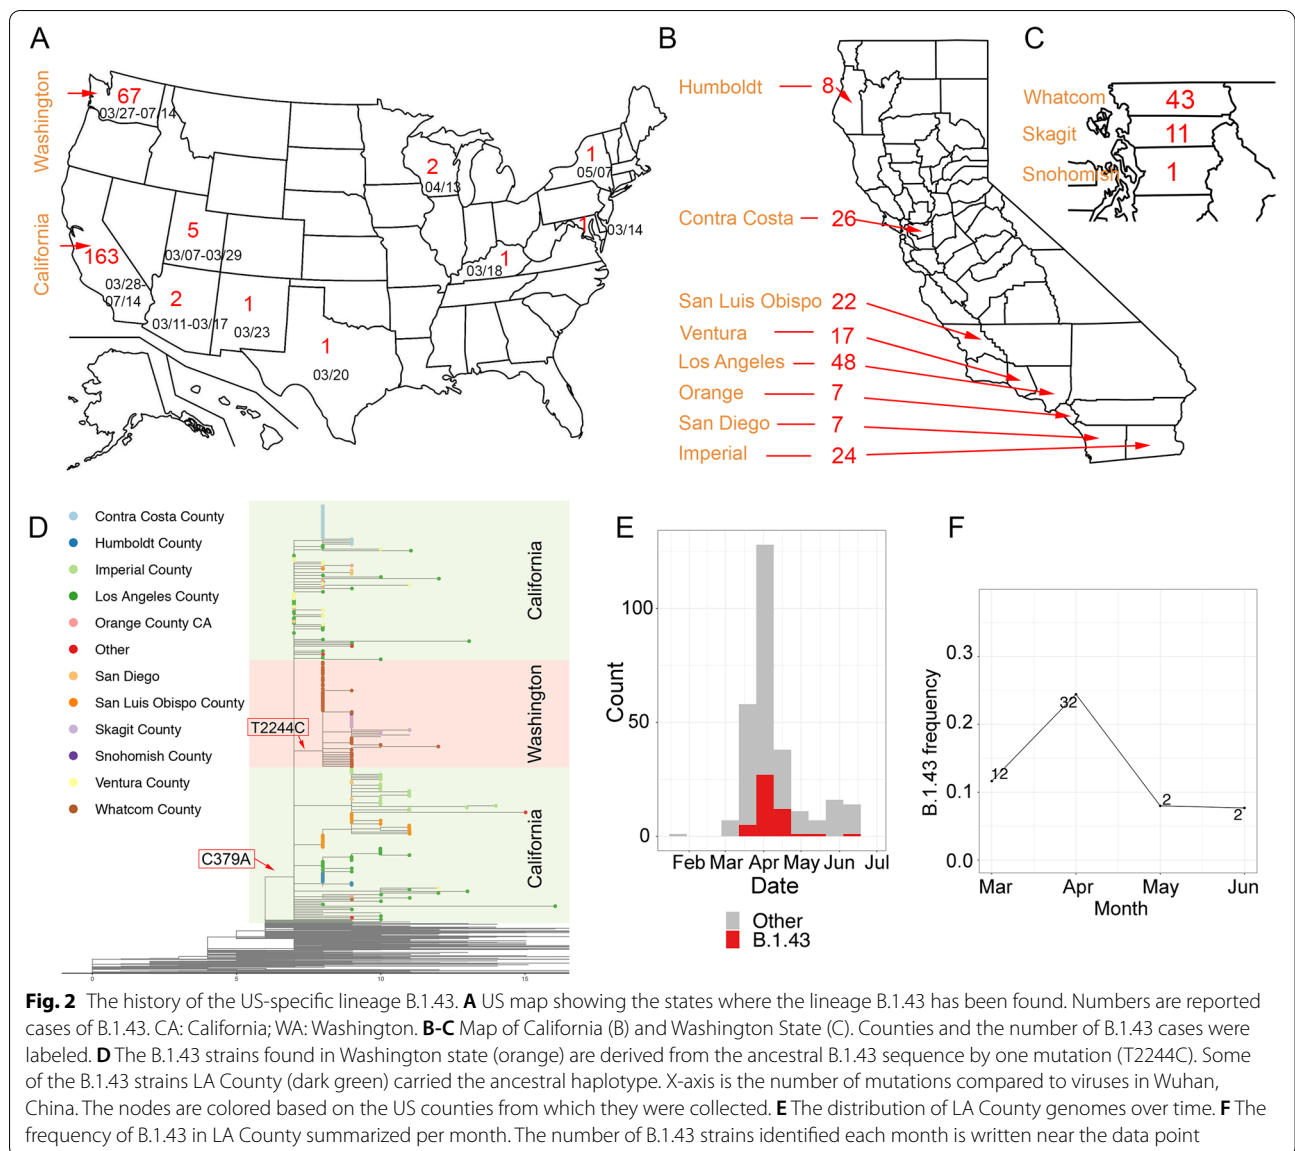 A
Washington
California
67
03/27-07/14
163
03/28-
07/14
5
03/07-03/29
2
03/11-03/17
1
03/23
1
03/20
2
04/13
1
03/18
1
05/07
1
03/14
B
Humboldt 8
Contra Costa 26
San Luis Obispo 22
Ventura 17
Los Angeles 48
Orange 7
San Diego 7
Imperial 24
C
Whatcom 43
Skagit 11
Snohomish 1
D
Contra Costa County
Humboldt County
Imperial County
Los Angeles County
Orange County CA
Other
San Diego
San Luis Obispo County
Skagit County
Snohomish County
Ventura County
Whatcom County
T2244C
C379A
California
Washington
California
0 5 10 15
E
Count
100
50
0
Feb Mar Apr May Jun Jul
Date
Other
B.1.43
F
B.1.43 frequency
0.3
0.2
0.1
0.0
12
32
2
2
Mar Apr May Jun
Month
Fig. 2 The history of the US-specific lineage B.1.43. A US map showing the states where the lineage B.1.43 has been found. Numbers are reported
cases of B.1.43. CA: California; WA: Washington. B-C Map of California (B) and Washington State (C). Counties and the number of B.1.43 cases were
labeled. D The B.1.43 strains found in Washington state (orange) are derived from the ancestral B.1.43 sequence by one mutation (T2244C). Some
of the B.1.43 strains LA County (dark green) carried the ancestral haplotype. X-axis is the number of mutations compared to viruses in Wuhan,
China. The nodes are colored based on the US counties from which they were collected. E The distribution of LA County genomes over time. F The
frequency of B.1.43 in LA County summarized per month. The number of B.1.43 strains identified each month is written near the data point